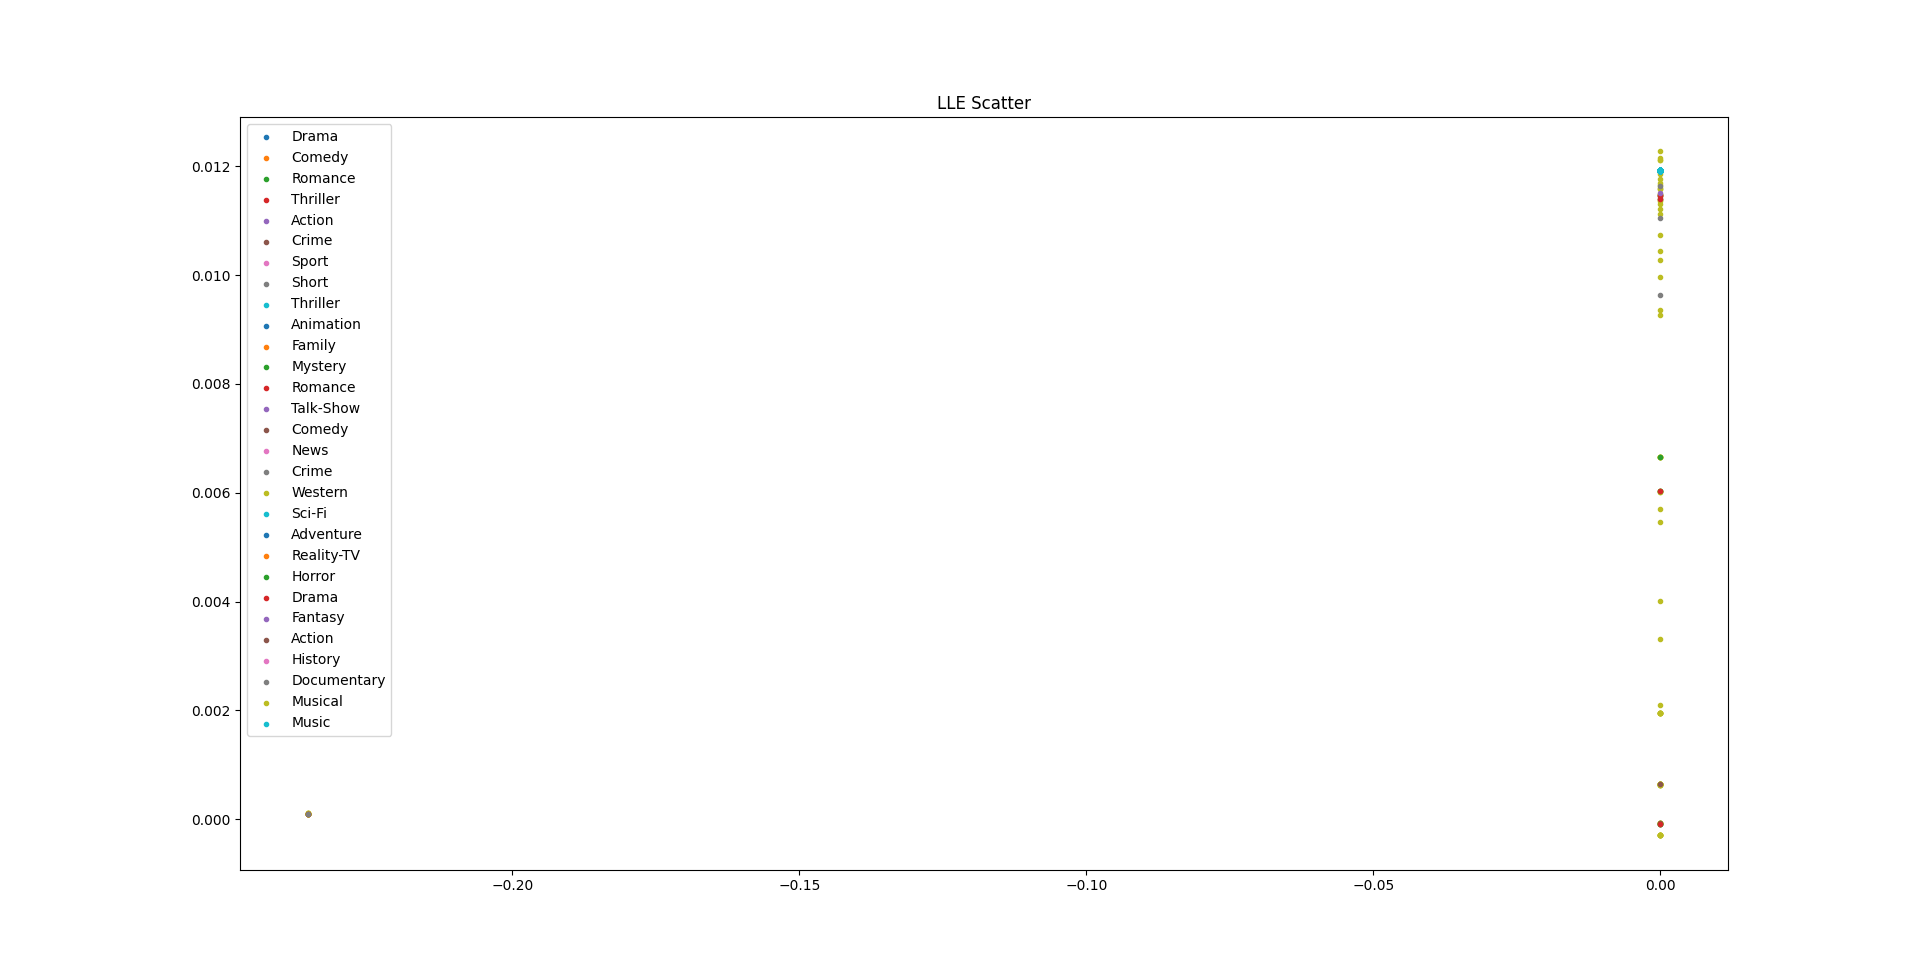 LLE Scatter
Drama
Comedy
Romance
Thriller
Action
Crime
Sport
Short
Thriller
Animation
Family
Mystery
Romance
Talk-Show
Comedy
News
Crime
Western
Sci-Fi
Adventure
Reality-TV
Horror
Drama
Fantasy
Action
History
Documentary
Musical
Music
0.012
0.010
0.008
0.006
0.004
0.002
0.000
−0.20 −0.15 −0.10 −0.05 0.00